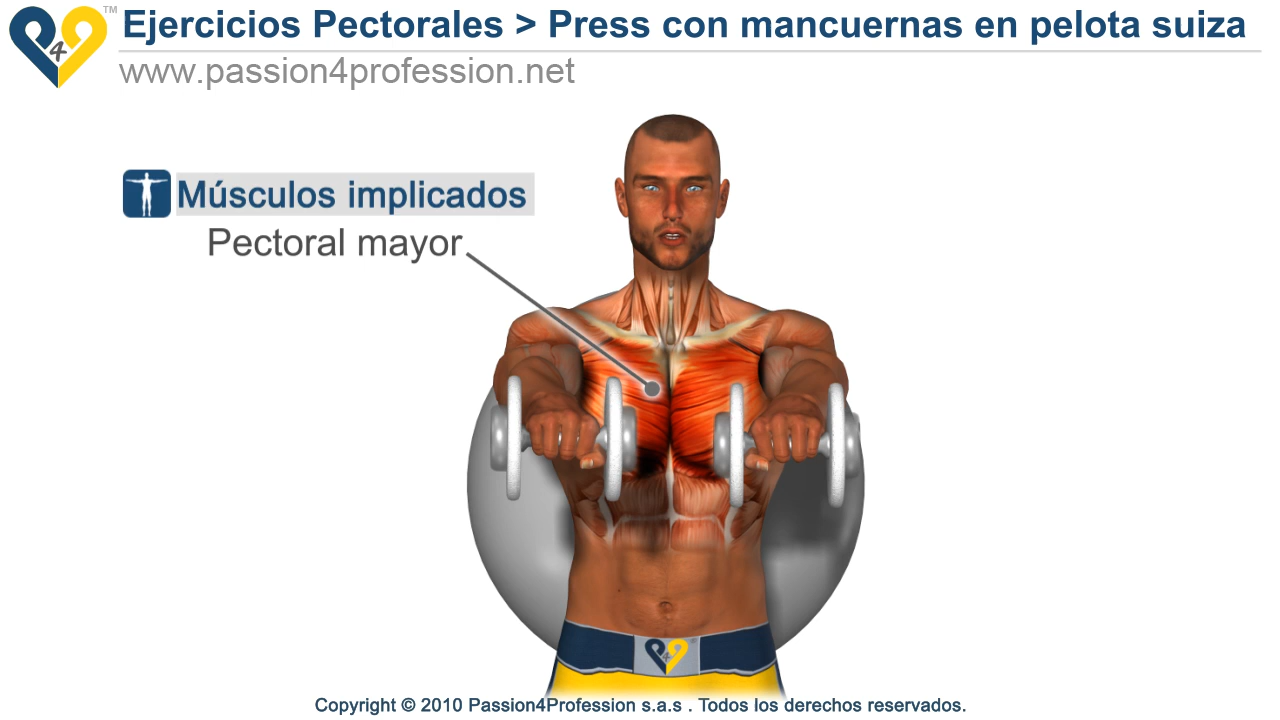 Ejercicios Pectorales > Press con mancuernas en pelota suiza
P4P™
www.passion4profession.net
Músculos implicados
Pectoral mayor
Copyright © 2010 Passion4Profession s.a.s . Todos los derechos reservados.